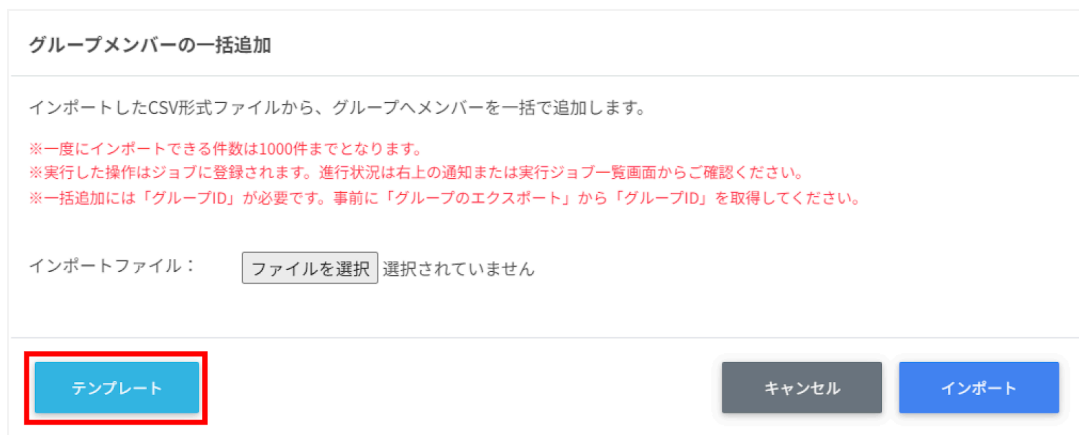 グループメンバーの一括追加
インポートしたCSV形式ファイルから、グループへメンバーを一括で追加します。
※一度にインポートできる件数は1000件までとなります。
※実行した操作はジョブに登録されます。進行状況は右上の通知または実行ジョブ一覧画面からご確認ください。
※一括追加には「グループID」が必要です。事前に「グループのエクスポート」から「グループID」を取得してください。
インポートファイル： ファイルを選択 選択されていません
テンプレート キャンセル インポート